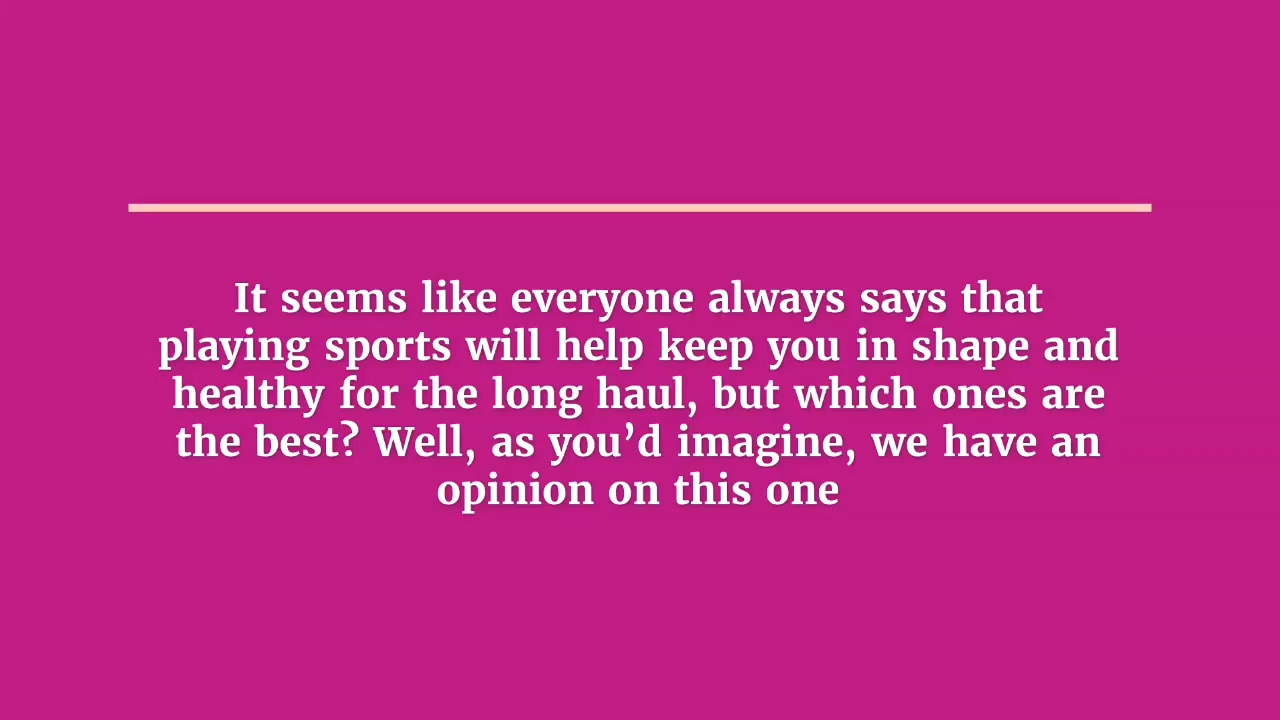 It seems like everyone always says that
playing sports will help keep you in shape and
healthy for the long haul, but which ones are
the best? Well, as you’d imagine, we have an
opinion on this one